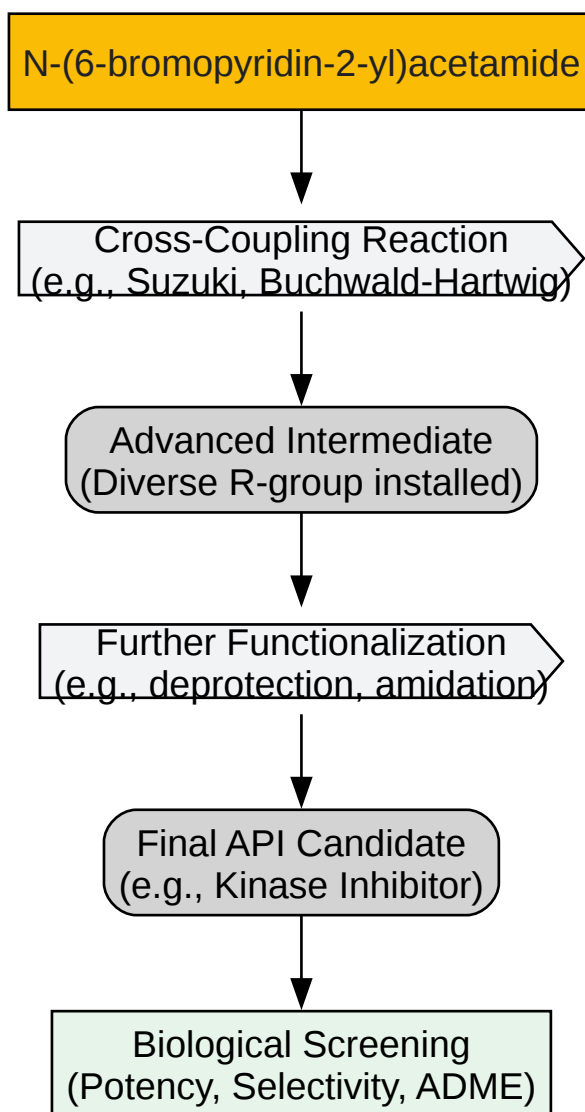 N-(6-bromopyridin-2-yl)acetamide
Cross-Coupling Reaction
(e.g., Suzuki, Buchwald-Hartwig)
Advanced Intermediate
(Diverse R-group installed)
Further Functionalization
(e.g., deprotection, amidation)
Final API Candidate
(e.g., Kinase Inhibitor)
Biological Screening
(Potency, Selectivity, ADME)